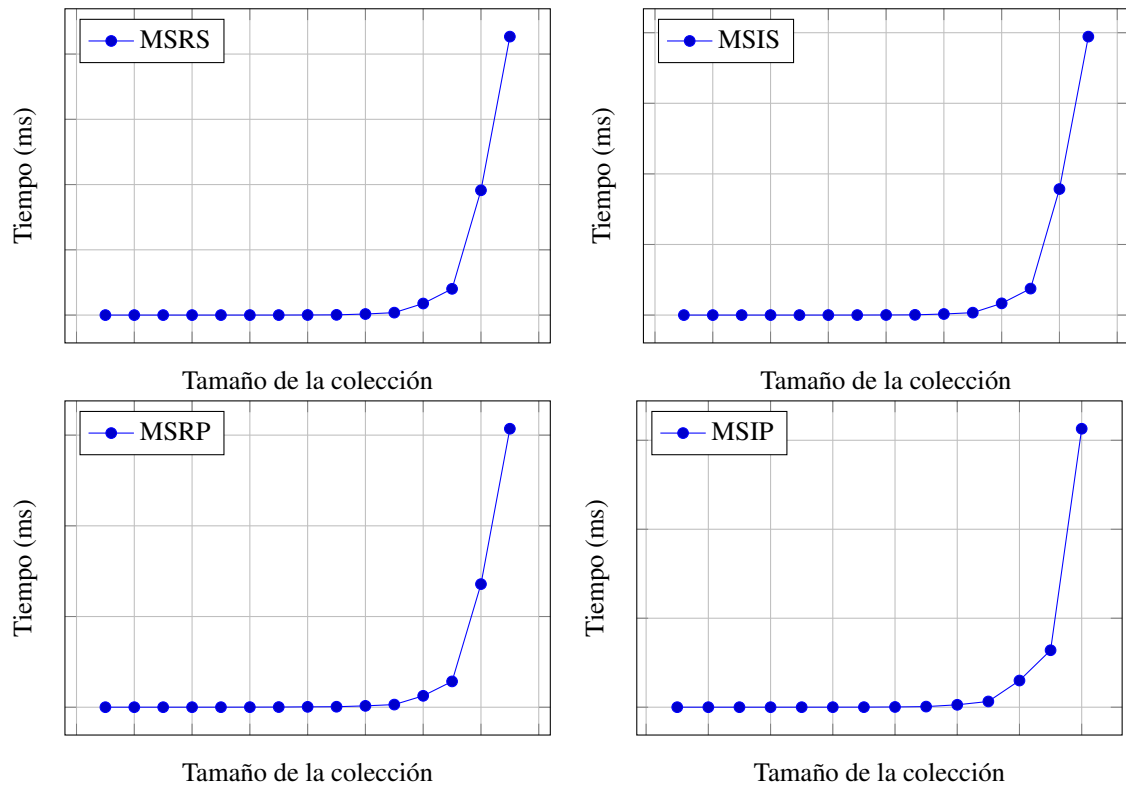 MSRS
Tiempo (ms)
Tamaño de la colección
MSIS
Tiempo (ms)
Tamaño de la colección
MSRP
Tiempo (ms)
Tamaño de la colección
MSIP
Tiempo (ms)
Tamaño de la colección